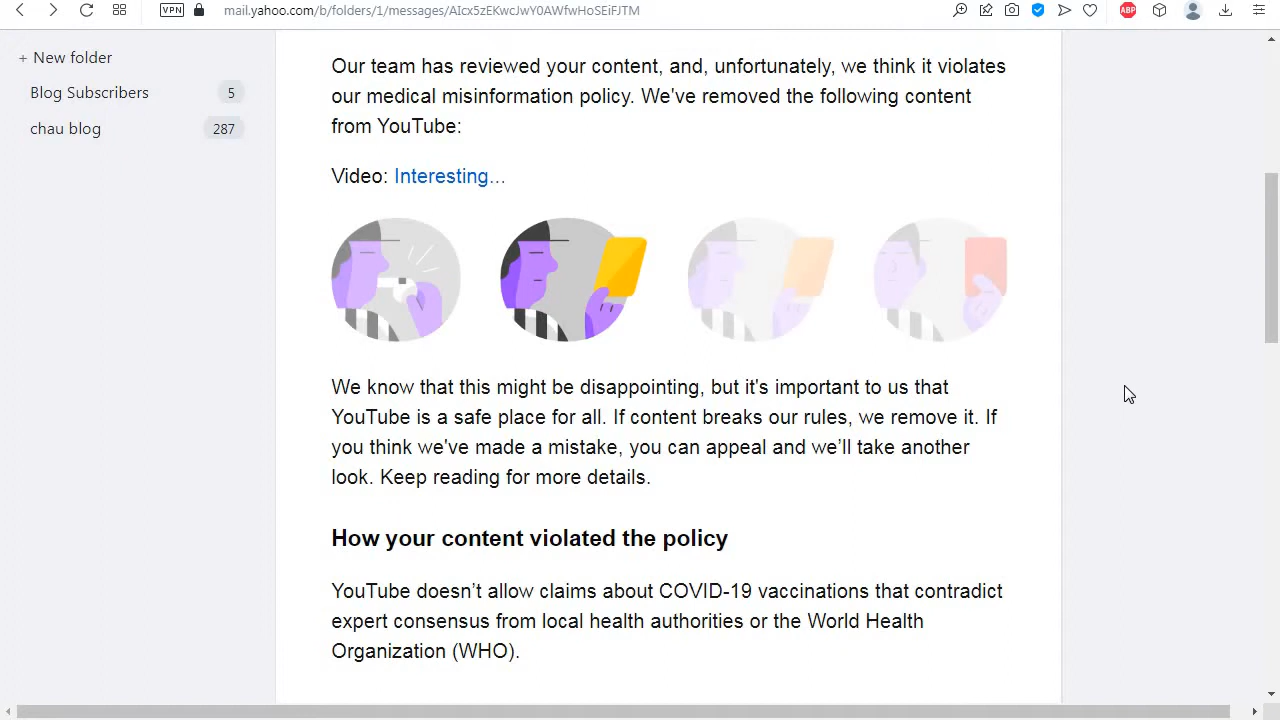 VPN
mail.yahoo.com/b/folders/1/messages/AIcx5zEKwcJwY0AWfwHoSEiFJTM
ABP
+ New folder
Blog Subscribers 5
chau blog 287
Our team has reviewed your content, and, unfortunately, we think it violates
our medical misinformation policy. We've removed the following content
from YouTube:
Video: Interesting...
We know that this might be disappointing, but it's important to us that
YouTube is a safe place for all. If content breaks our rules, we remove it. If
you think we've made a mistake, you can appeal and we’ll take another
look. Keep reading for more details.
How your content violated the policy
YouTube doesn’t allow claims about COVID-19 vaccinations that contradict
expert consensus from local health authorities or the World Health
Organization (WHO).